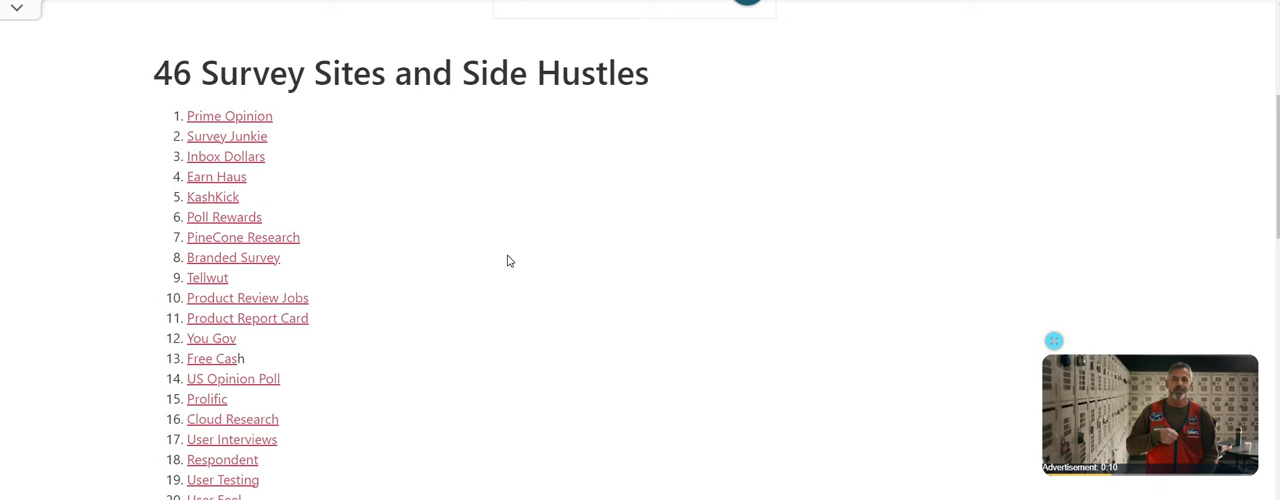 46 Survey Sites and Side Hustles
1. Prime Opinion
2. Survey Junkie
3. Inbox Dollars
4. Earn Haus
5. KashKick
6. Poll Rewards
7. PineCone Research
8. Branded Survey
9. Tellwut
10. Product Review Jobs
11. Product Report Card
12. You Gov
13. Free Cash
14. US Opinion Poll
15. Prolific
16. Cloud Research
17. User Interviews
18. Respondent
19. User Testing
20. User Feel
Advertisement: 0:10